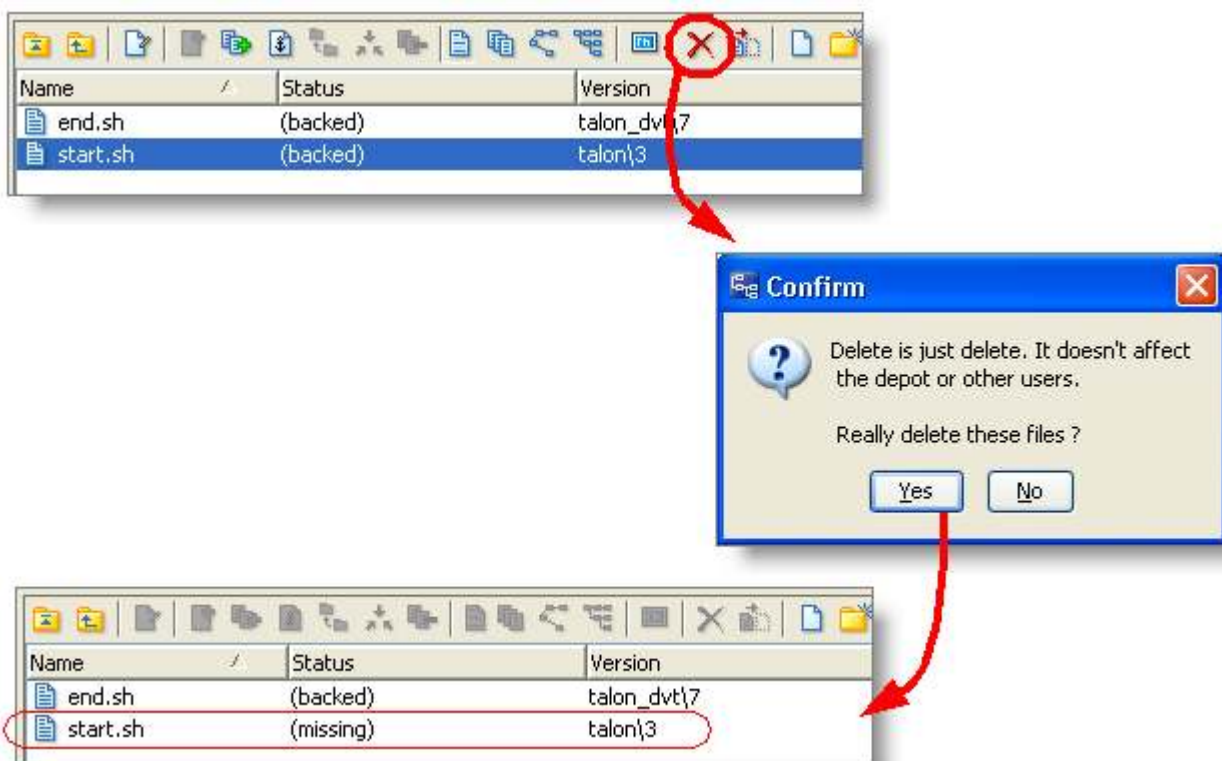 Name Status Version
end.sh (backed) talon_dvt\7
start.sh (backed) talon\3
Confirm
Delete is just delete. It doesn't affect
the depot or other users.
Really delete these files ?
Yes No
Name Status Version
end.sh (backed) talon_dvt\7
start.sh (missing) talon\3